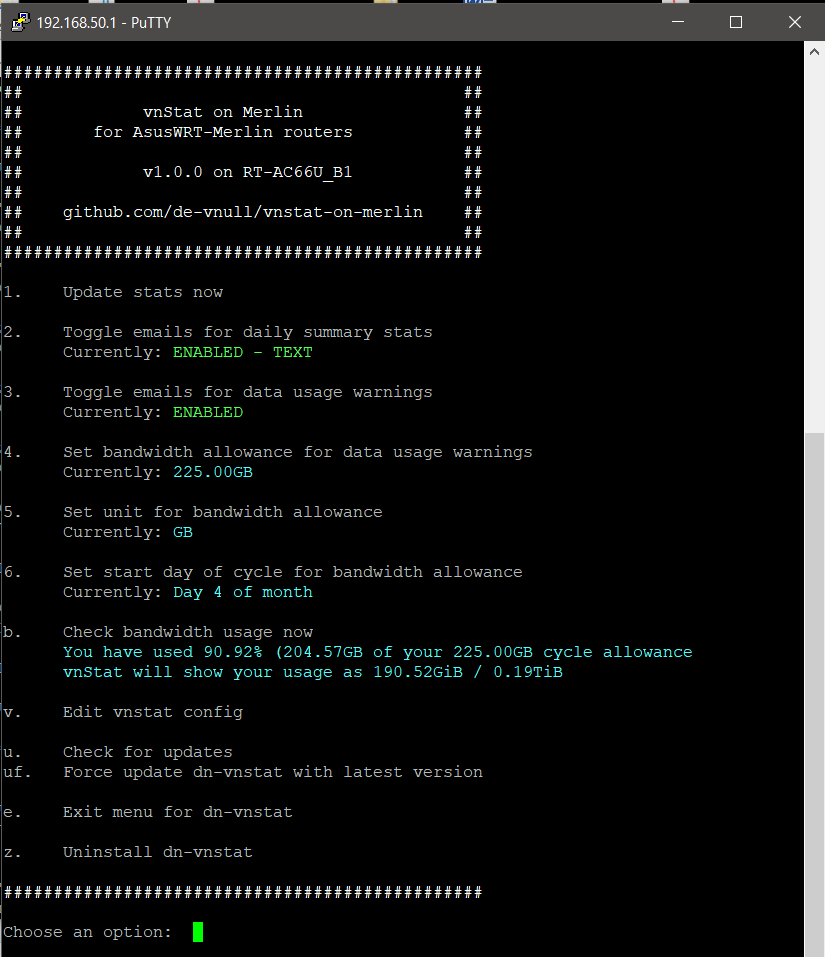 192.168.50.1 - PuTTY
################################################
##                                            ##
##            vnStat on Merlin                ##
##       for AsusWRT-Merlin routers           ##
##                                            ##
##            v1.0.0 on RT-AC66U_B1           ##
##                                            ##
##    github.com/de-vnull/vnstat-on-merlin    ##
##                                            ##
################################################
1.    Update stats now
2.    Toggle emails for daily summary stats
      Currently: ENABLED - TEXT
3.    Toggle emails for data usage warnings
      Currently: ENABLED
4.    Set bandwidth allowance for data usage warnings
      Currently: 225.00GB
5.    Set unit for bandwidth allowance
      Currently: GB
6.    Set start day of cycle for bandwidth allowance
      Currently: Day 4 of month
b.    Check bandwidth usage now
      You have used 90.92% (204.57GB of your 225.00GB cycle allowance
      vnStat will show your usage as 190.52GiB / 0.19TiB
v.    Edit vnstat config
u.    Check for updates
uf.   Force update dn-vnstat with latest version
e.    Exit menu for dn-vnstat
z.    Uninstall dn-vnstat
################################################
Choose an option: